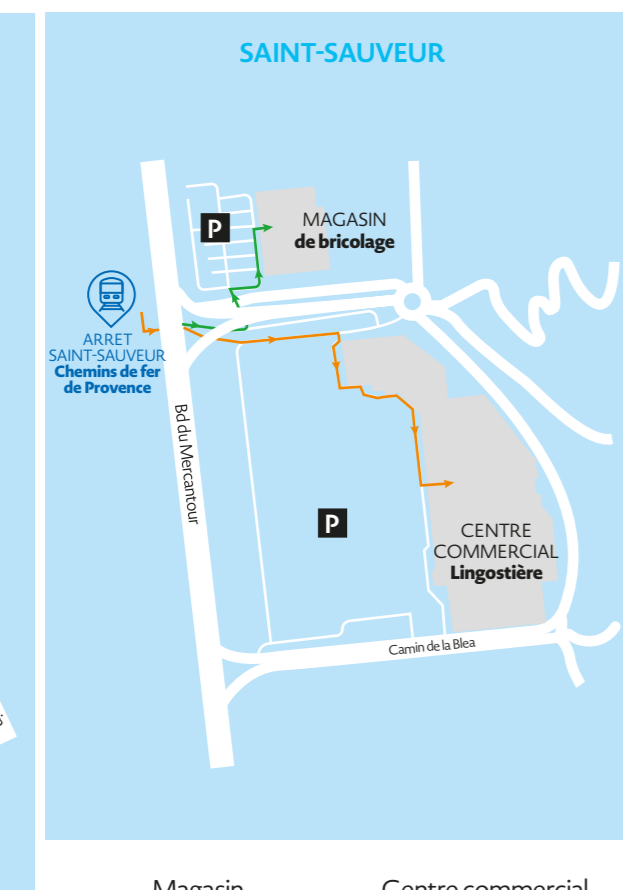 SAINT-SAUVEUR
P
MAGASIN
de bricolage
ARRET
SAINT-SAUVEUR
Chemins de fer
de Provence
Bd du Mercantour
P
CENTRE
COMMERCIAL
Lingostière
Camin de la Blea
Magasin
Centre commercial